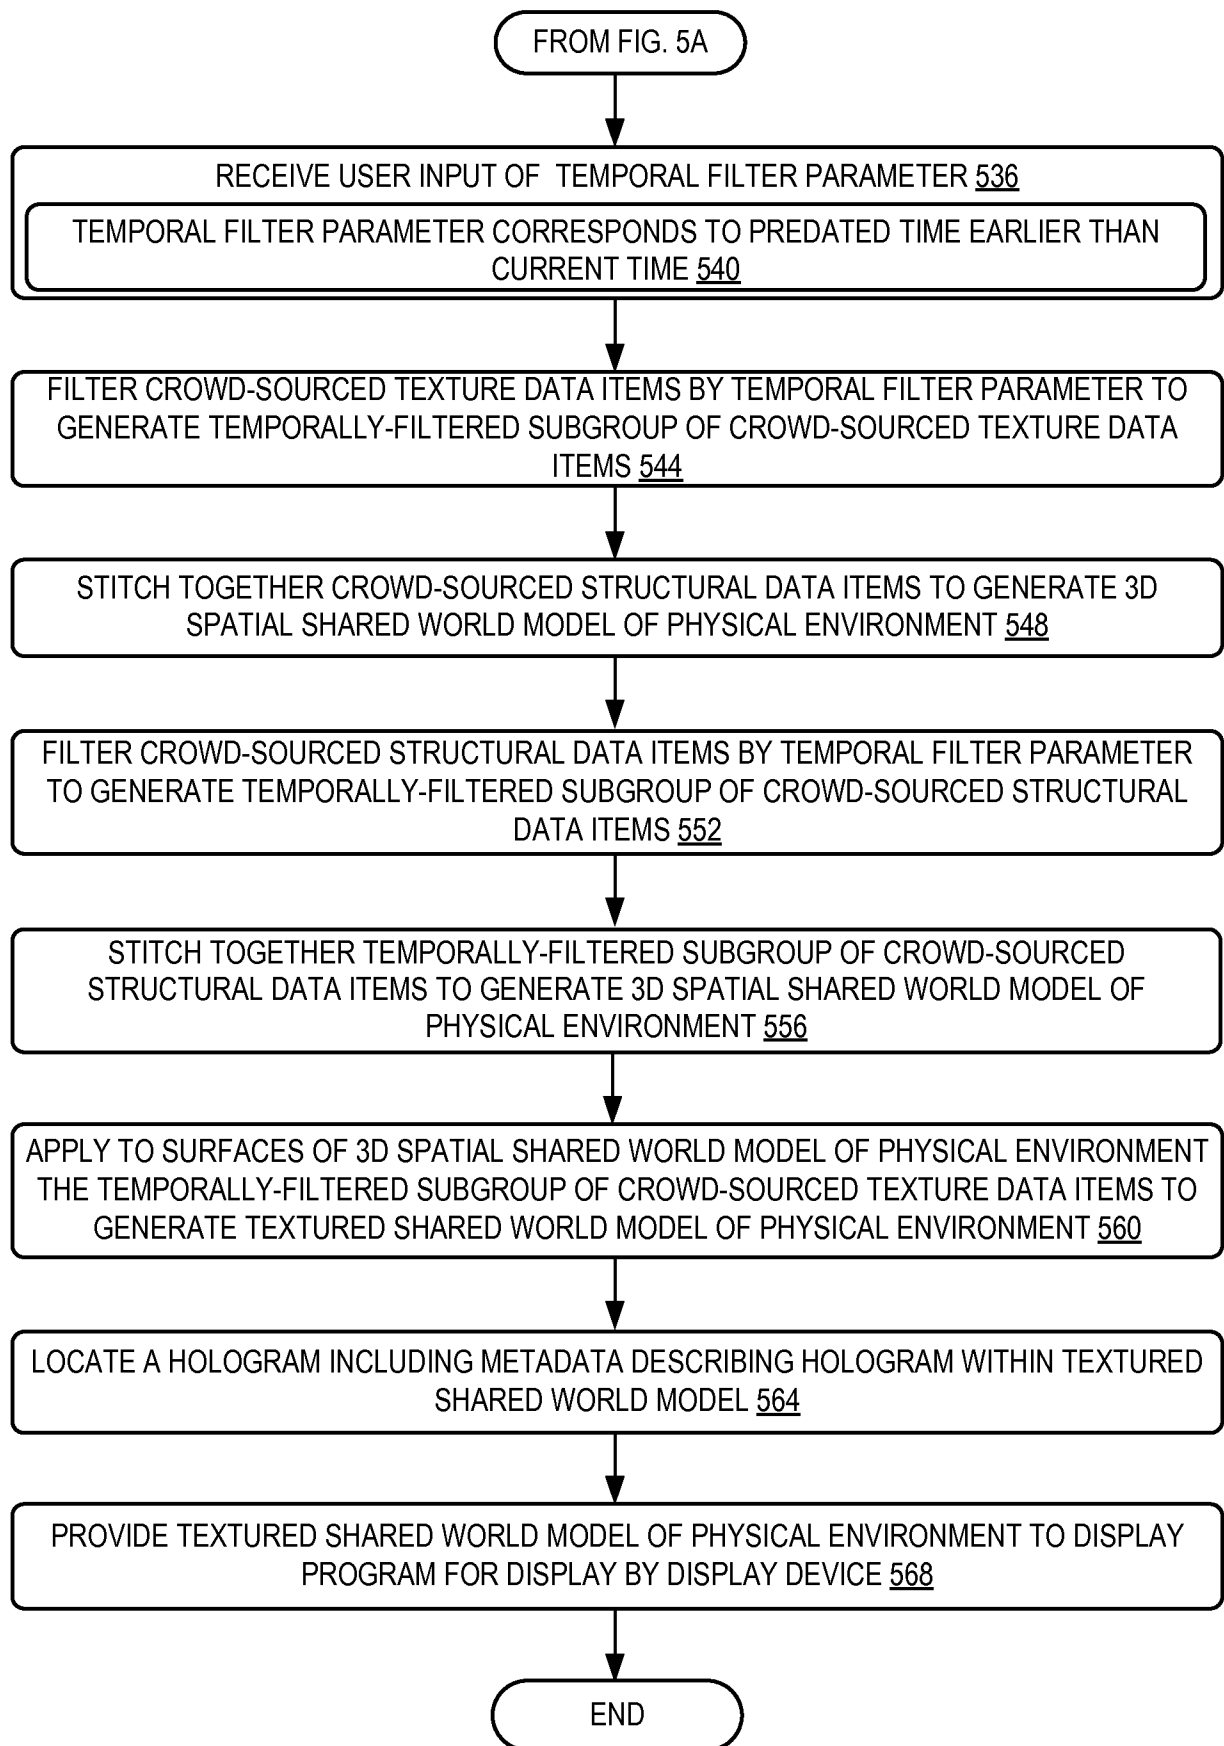 FROM FIG. 5A
RECEIVE USER INPUT OF TEMPORAL FILTER PARAMETER 536
TEMPORAL FILTER PARAMETER CORRESPONDS TO PREDATED TIME EARLIER THAN
CURRENT TIME 540
FILTER CROWD-SOURCED TEXTURE DATA ITEMS BY TEMPORAL FILTER PARAMETER TO
GENERATE TEMPORALLY-FILTERED SUBGROUP OF CROWD-SOURCED TEXTURE DATA
ITEMS 544
STITCH TOGETHER CROWD-SOURCED STRUCTURAL DATA ITEMS TO GENERATE 3D
SPATIAL SHARED WORLD MODEL OF PHYSICAL ENVIRONMENT 548
FILTER CROWD-SOURCED STRUCTURAL DATA ITEMS BY TEMPORAL FILTER PARAMETER
TO GENERATE TEMPORALLY-FILTERED SUBGROUP OF CROWD-SOURCED STRUCTURAL
DATA ITEMS 552
STITCH TOGETHER TEMPORALLY-FILTERED SUBGROUP OF CROWD-SOURCED
STRUCTURAL DATA ITEMS TO GENERATE 3D SPATIAL SHARED WORLD MODEL OF
PHYSICAL ENVIRONMENT 556
APPLY TO SURFACES OF 3D SPATIAL SHARED WORLD MODEL OF PHYSICAL ENVIRONMENT
THE TEMPORALLY-FILTERED SUBGROUP OF CROWD-SOURCED TEXTURE DATA ITEMS TO
GENERATE TEXTURED SHARED WORLD MODEL OF PHYSICAL ENVIRONMENT 560
LOCATE A HOLOGRAM INCLUDING METADATA DESCRIBING HOLOGRAM WITHIN TEXTURED
SHARED WORLD MODEL 564
PROVIDE TEXTURED SHARED WORLD MODEL OF PHYSICAL ENVIRONMENT TO DISPLAY
PROGRAM FOR DISPLAY BY DISPLAY DEVICE 568
END